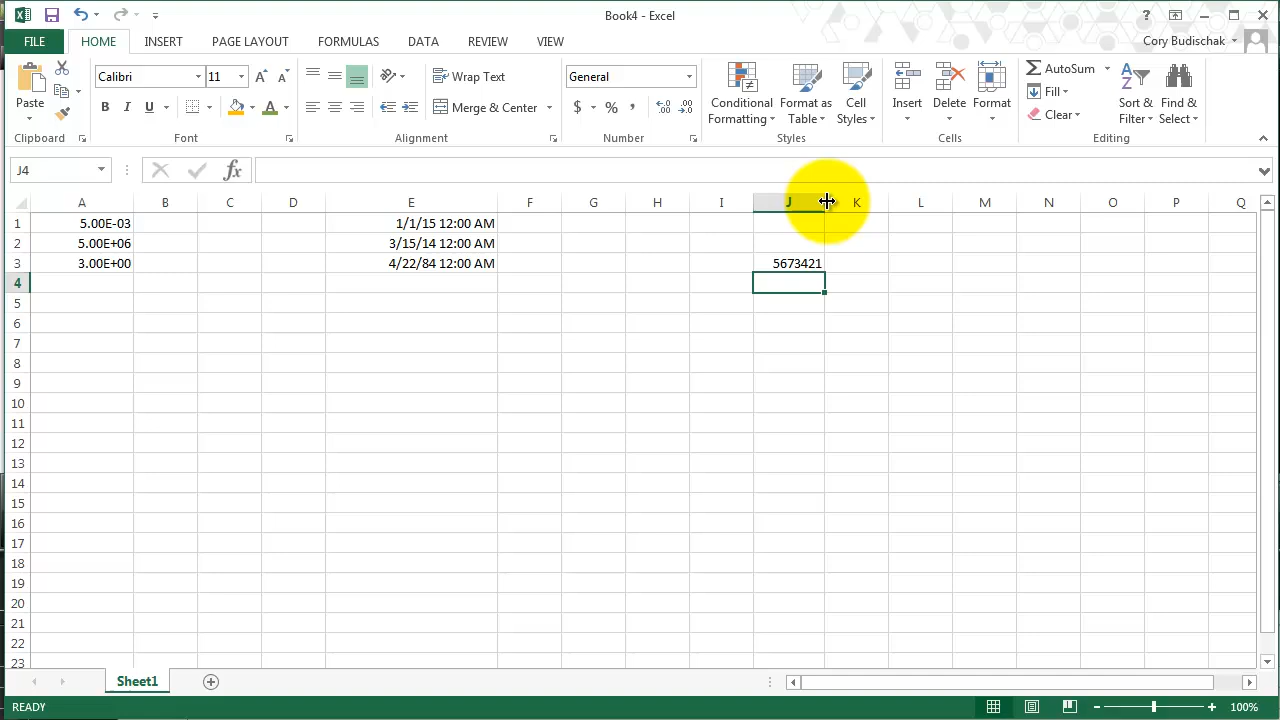 Book4 - Excel
?
FILE HOME INSERT PAGE LAYOUT FORMULAS DATA REVIEW VIEW Cory Budischak
Paste
Clipboard
Calibri 11 A A
B I U A
Font
Wrap Text
Merge & Center
Alignment
General
$ % , .00 .0
Number
Conditional Formatting
Format as Table
Cell Styles
Styles
Insert Delete Format
Cells
AutoSum
Fill
Clear
Sort & Filter
Find & Select
Editing
J4 fx
A B C D E F G H I J K L M N O P Q
1 5.00E-03 1/1/15 12:00 AM
2 5.00E+06 3/15/14 12:00 AM
3 3.00E+00 4/22/84 12:00 AM 5673421
4
5
6
7
8
9
10
11
12
13
14
15
16
17
18
19
20
21
22
23
Sheet1
READY 100%